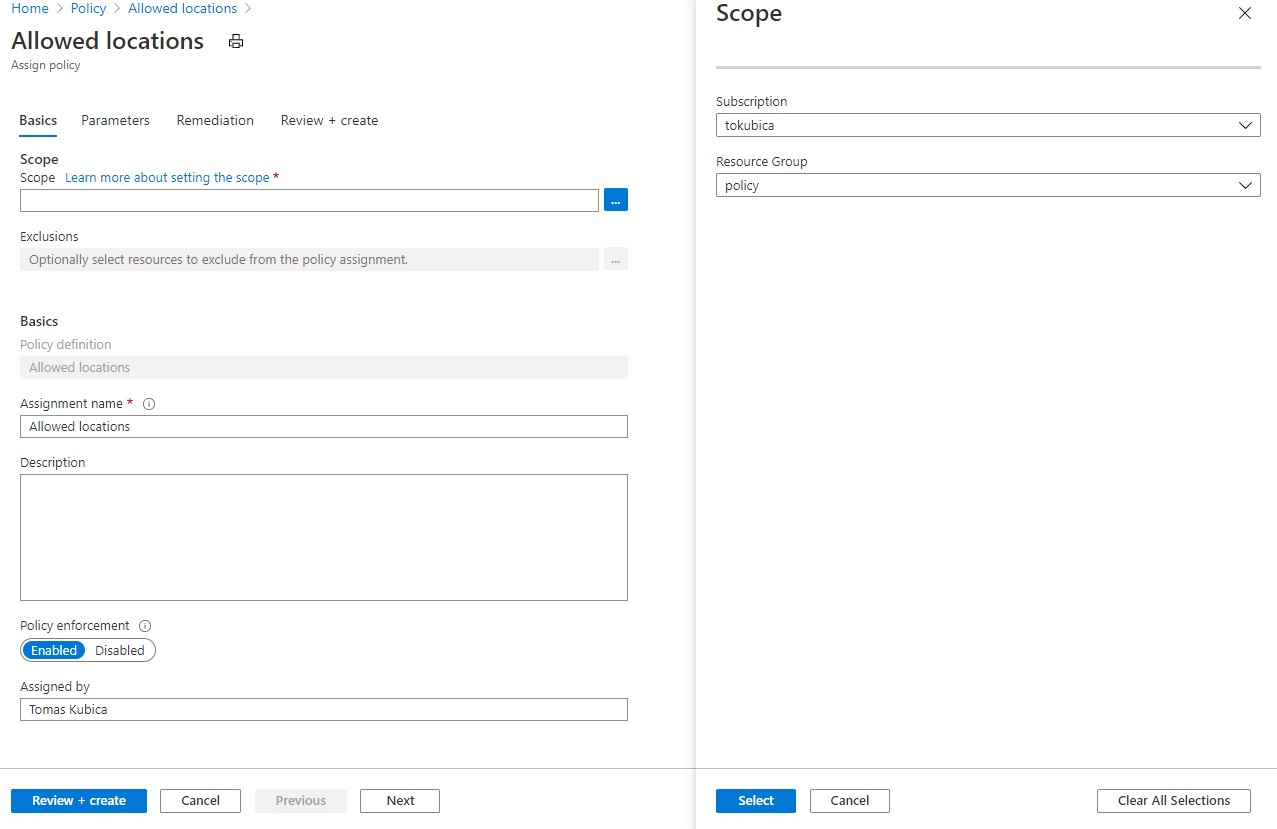 Home > Policy > Allowed locations >
Allowed locations
Assign policy
Basics Parameters Remediation Review + create
Scope
Scope Learn more about setting the scope *
...
Exclusions
Optionally select resources to exclude from the policy assignment.
...
Basics
Policy definition
Allowed locations
Assignment name *
Allowed locations
Description
Policy enforcement
Enabled Disabled
Assigned by
Tomas Kubica
Review + create Cancel Previous Next
Scope
Subscription
tokubica
Resource Group
policy
Select Cancel Clear All Selections